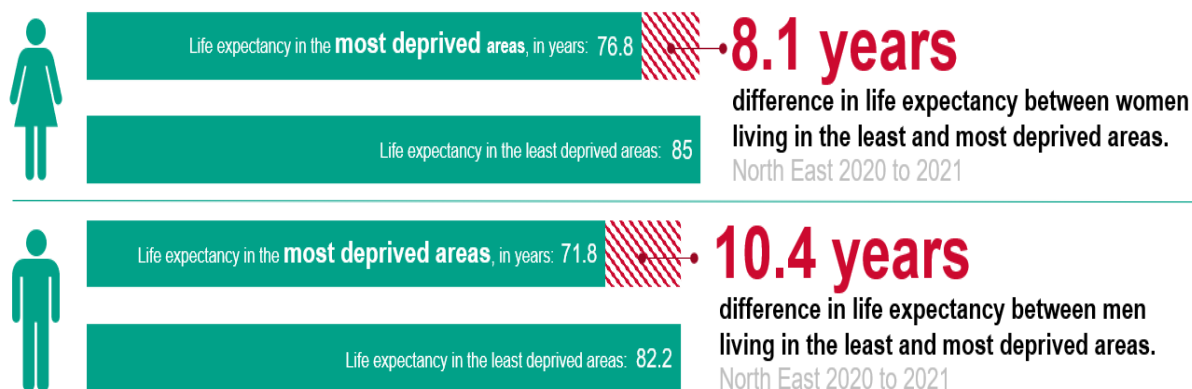 Life expectancy in the most deprived areas, in years: 76.8
8.1 years
difference in life expectancy between women
living in the least and most deprived areas.
North East 2020 to 2021
Life expectancy in the least deprived areas: 85
Life expectancy in the most deprived areas, in years: 71.8
10.4 years
difference in life expectancy between men
living in the least and most deprived areas.
North East 2020 to 2021
Life expectancy in the least deprived areas: 82.2